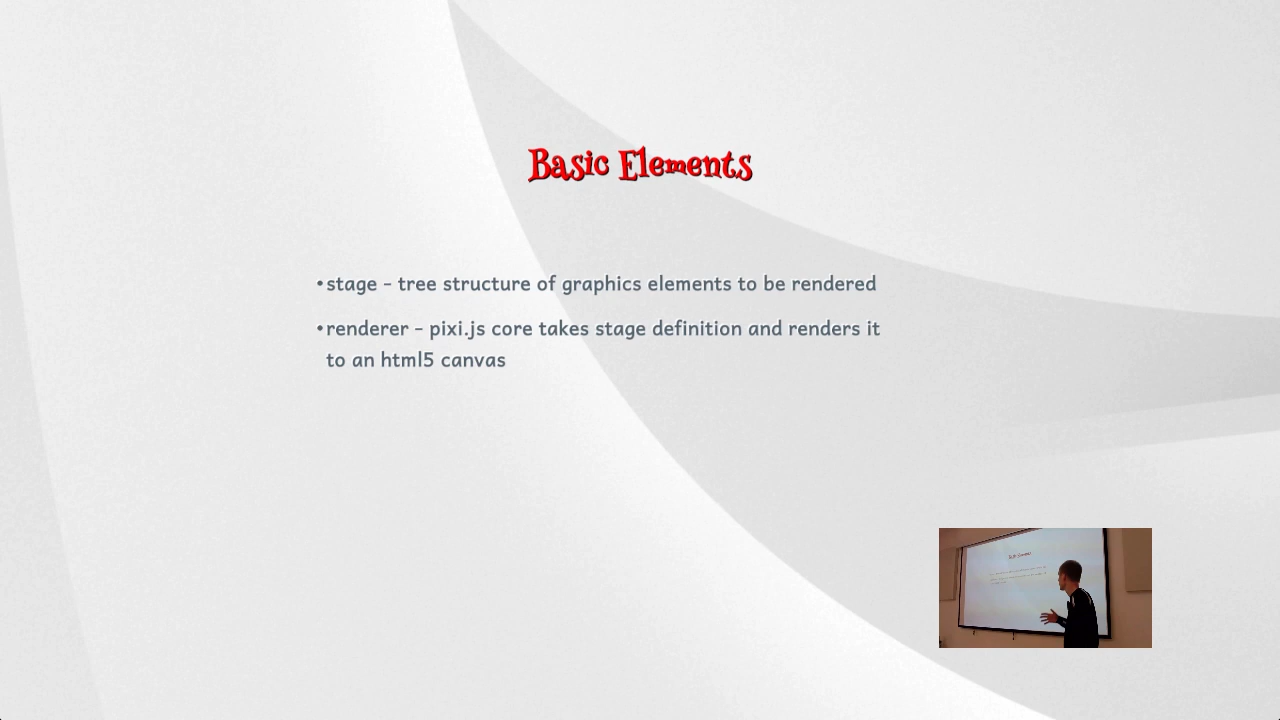 Basic Elements
•stage - tree structure of graphics elements to be rendered
•renderer - pixi.js core takes stage definition and renders it
to an html5 canvas